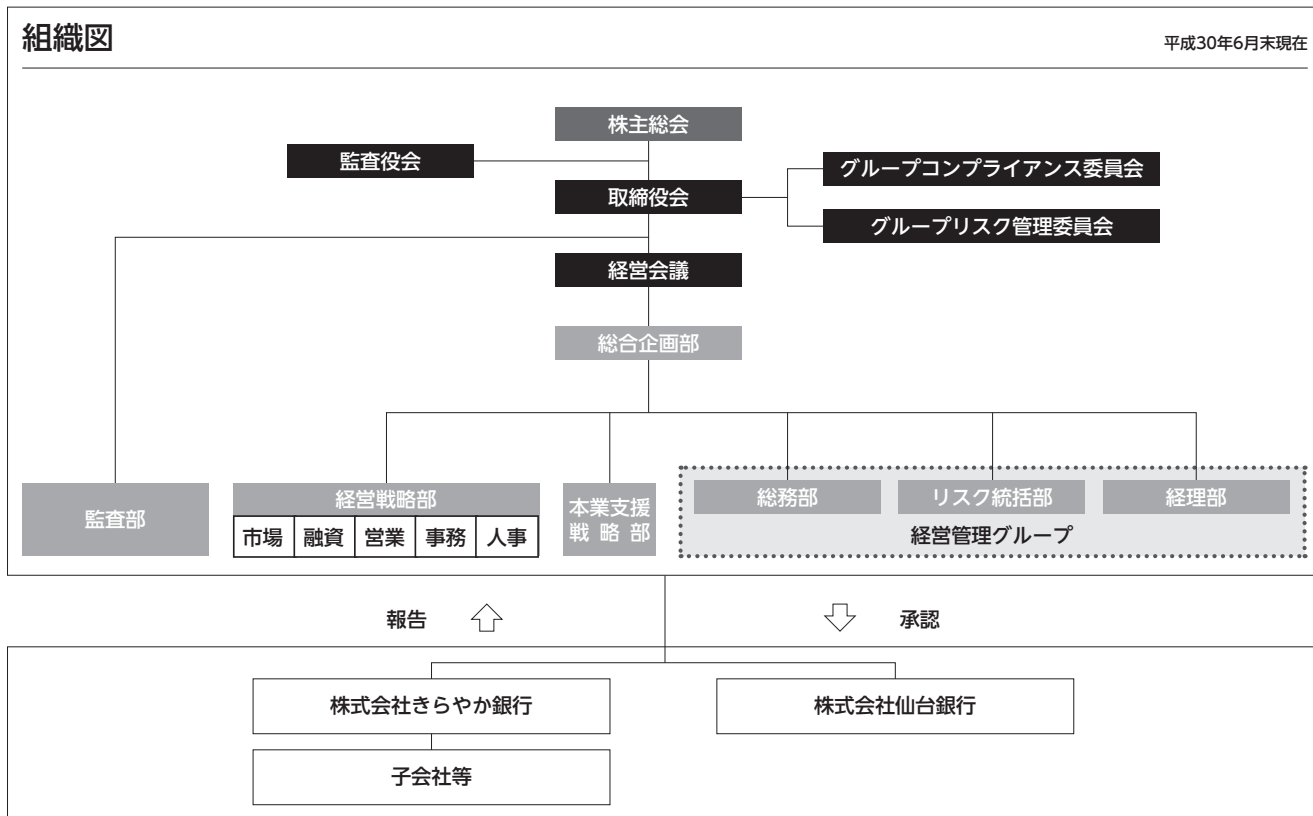 組織図
平成30年6月末現在
株主総会
監査役会
グループコンプライアンス委員会
取締役会
グループリスク管理委員会
経営会議
総合企画部
監査部
経営戦略部
市場
融資
営業
事務
人事
本業支援
戦略部
総務部
リスク統括部
経理部
経営管理グループ
報告
承認
株式会社きらやか銀行
株式会社仙台銀行
子会社等